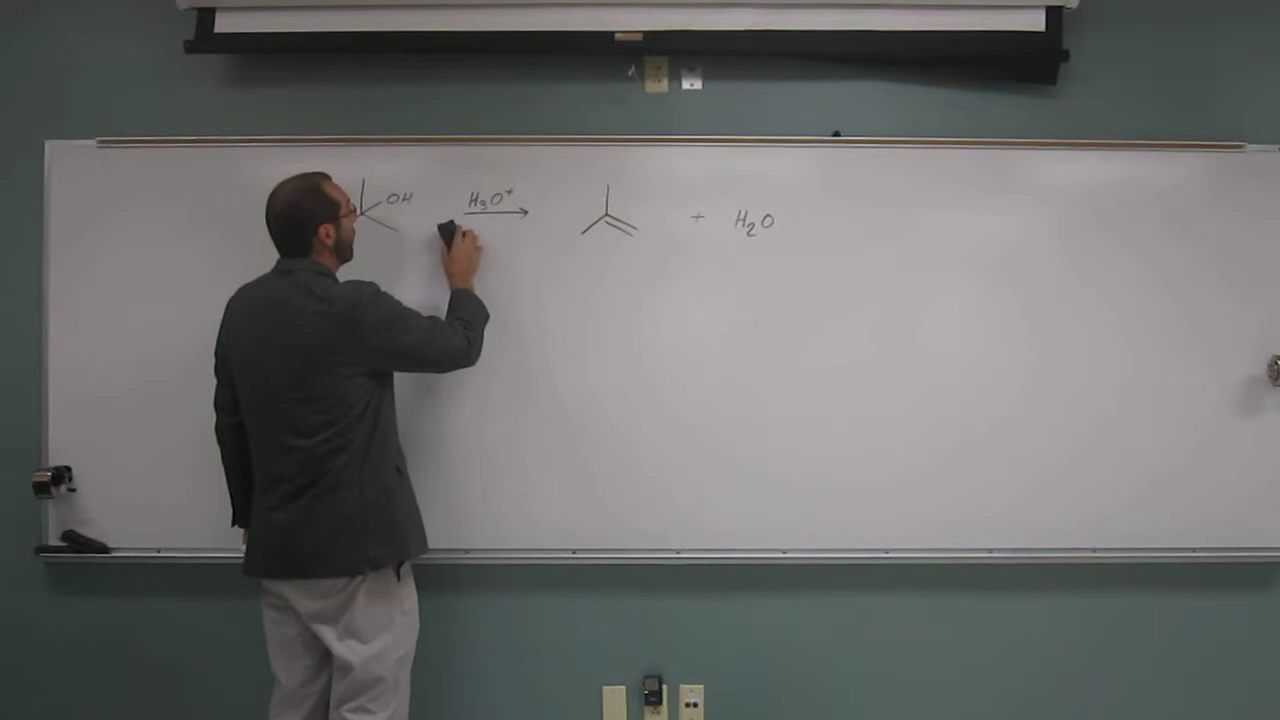 OH H₃O⁺ + H₂O